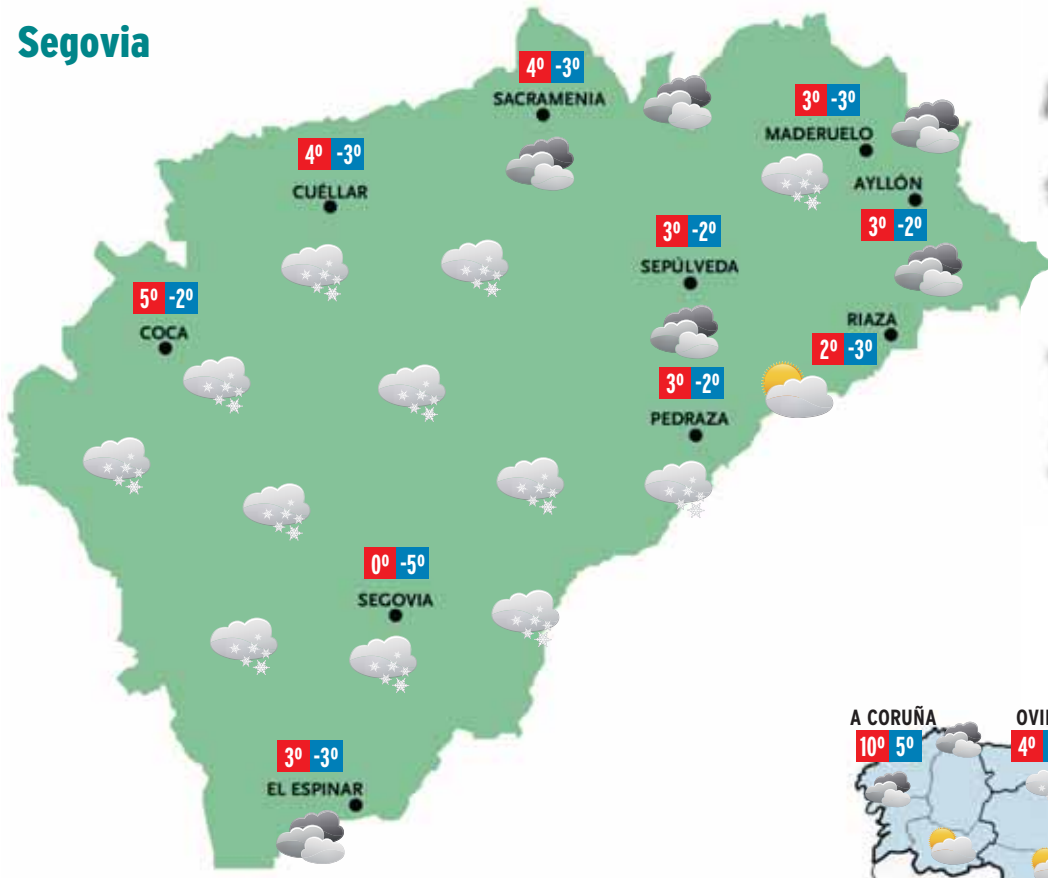 Segovia
4º -3º
SACRAMENIA
3º -3º
MADERUELO
4º -3º
CUÉLLAR
AYLLÓN
3º -2º
3º -2º
SEPÚLVEDA
5º -2º
COCA
RIAZA
2º -3º
3º -2º
PEDRAZA
0º -5º
SEGOVIA
A CORUÑA
10º 5º
4º
3º -3º
EL ESPINAR